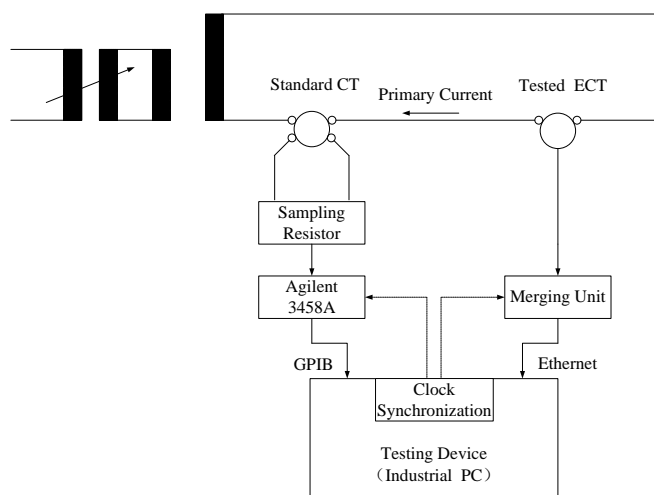 Standard CT
Primary Current
Tested ECT
Sampling
Resistor
Agilent
3458A
Merging Unit
GPIB
Ethernet
Clock
Synchronization
Testing Device
（Industrial PC）